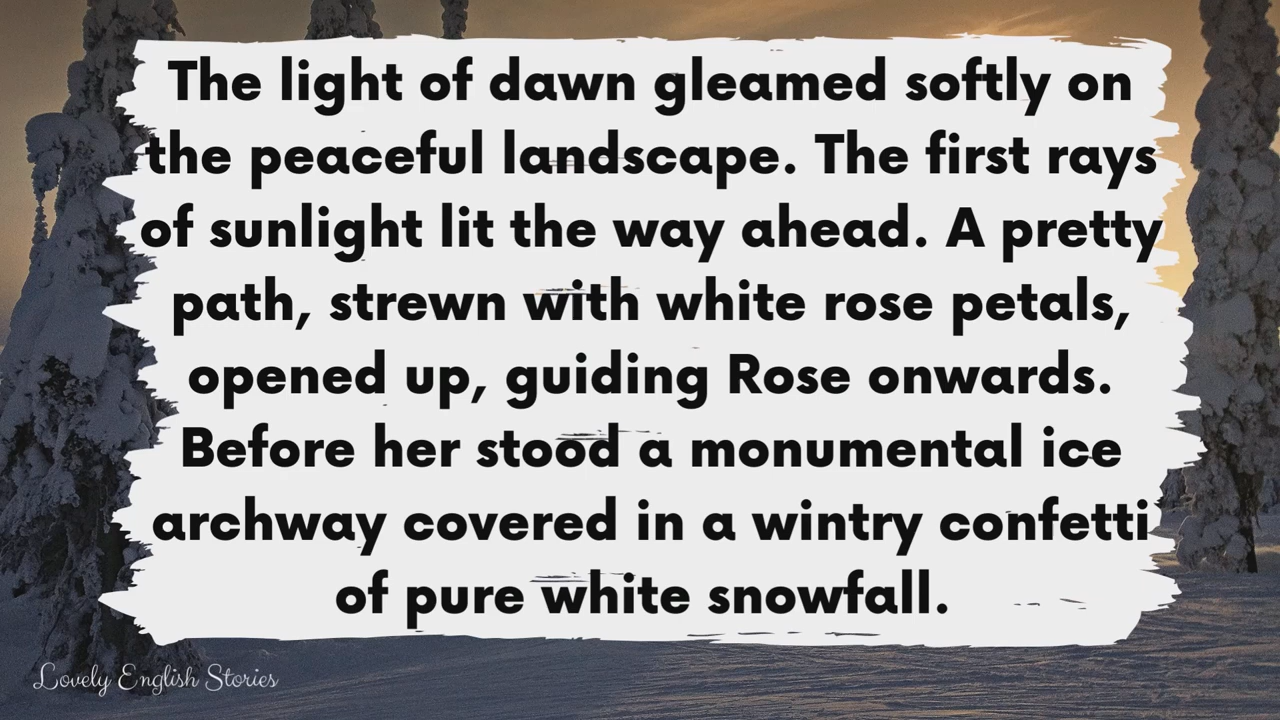 The light of dawn gleamed softly on
the peaceful landscape. The first rays
of sunlight lit the way ahead. A pretty
path, strewn with white rose petals,
opened up, guiding Rose onwards.
Before her stood a monumental ice
archway covered in a wintry confetti
of pure white snowfall.
Lovely English Stories